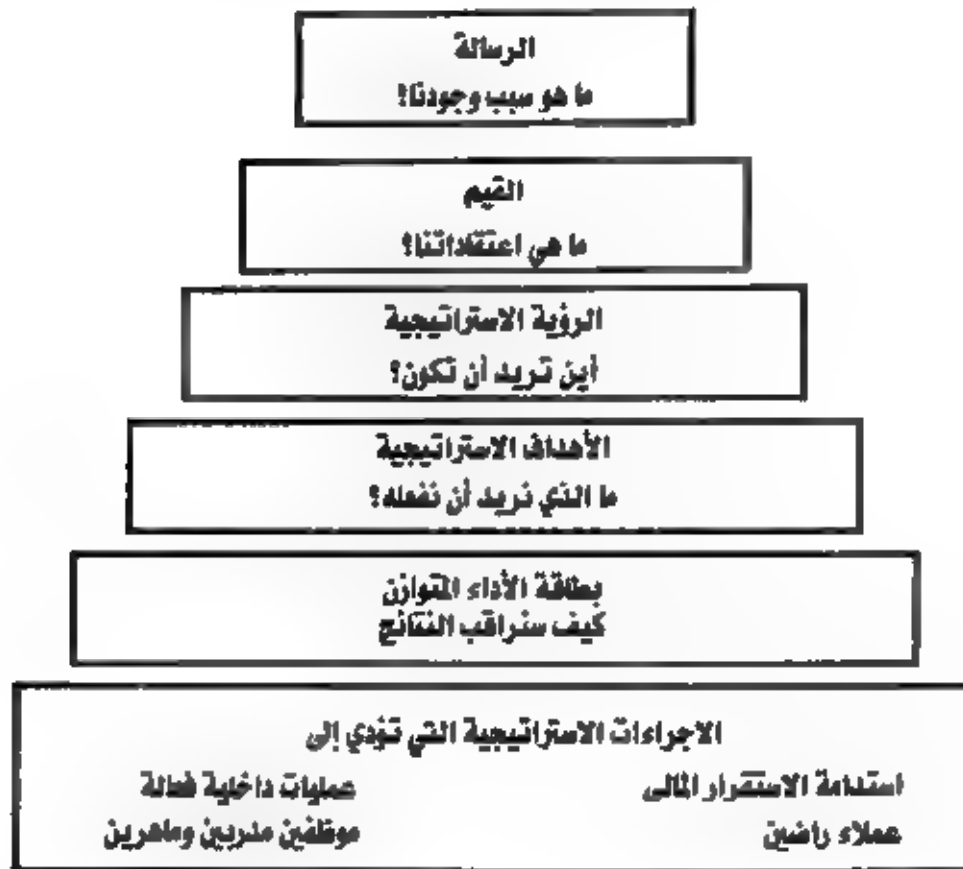 الرسالة
ما هو سبب وجودنا؟
القيم
ما هي اعتقاداتنا؟
الرؤية الاستراتيجية
أين تريد أن تكون؟
الأهداف الاستراتيجية
ما الذي نريد أن نفعله؟
بطاقة الأداء المتوازن
كيف سنراقب النتائج
الاجراءات الاستراتيجية التي تؤدي إلى
استدامة الاستقرار المالى
عمليات داخلية فعالة
عملاء راضين
موظفين مدربين وماهرين